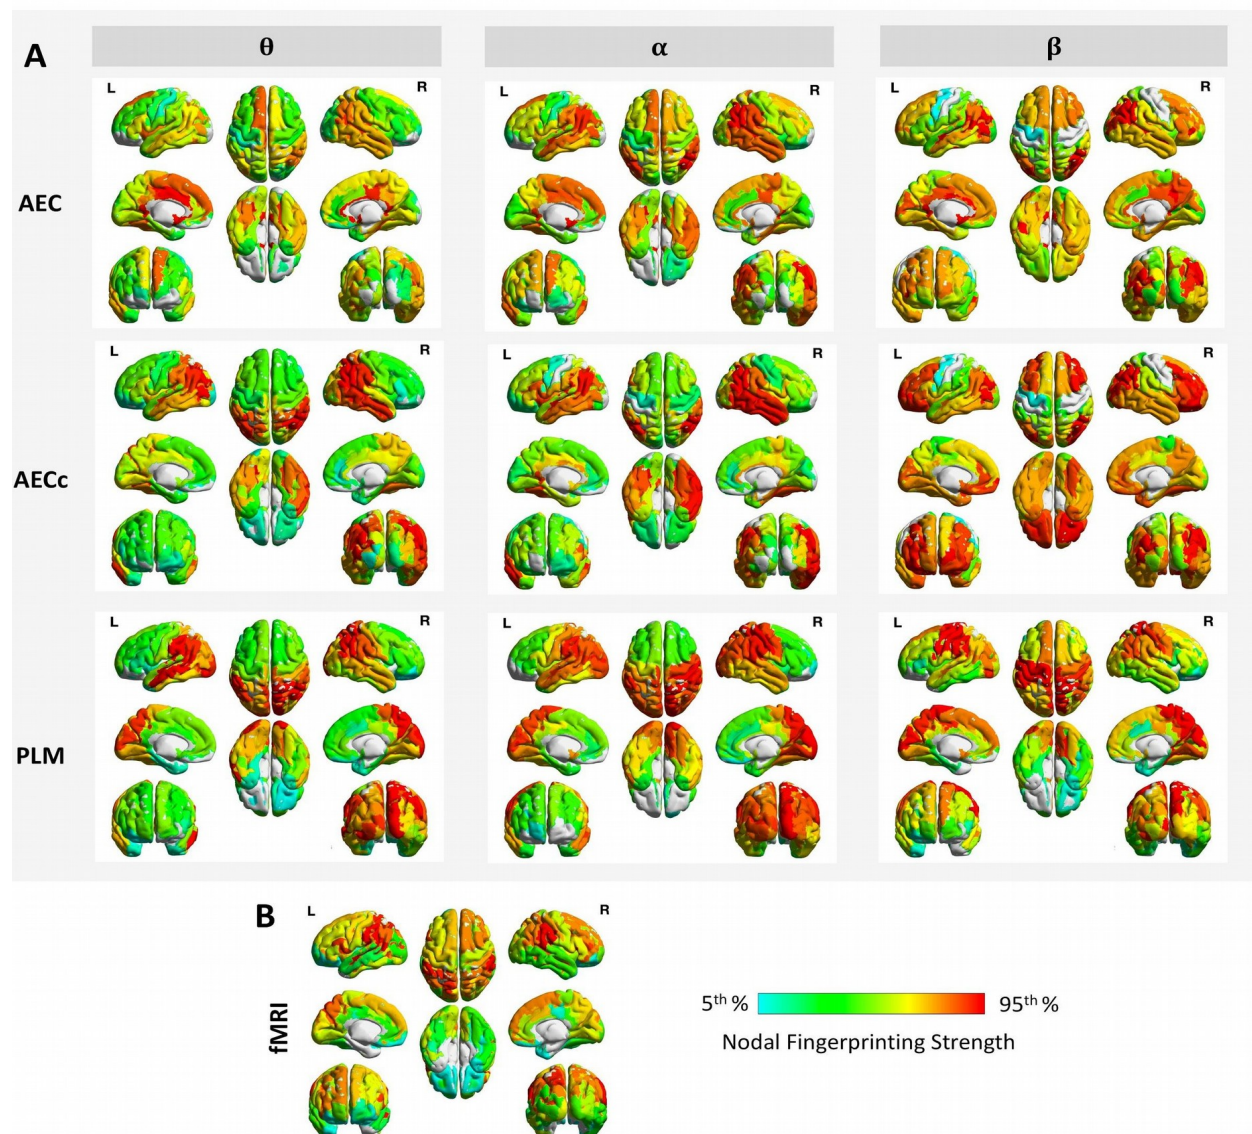 A
θ
α
β
L
R
L
R
L
R
AEC
L
R
L
R
L
R
AECc
L
R
L
R
L
R
PLM
B
L
R
fMRI
5th %
95th %
Nodal Fingerprinting Strength